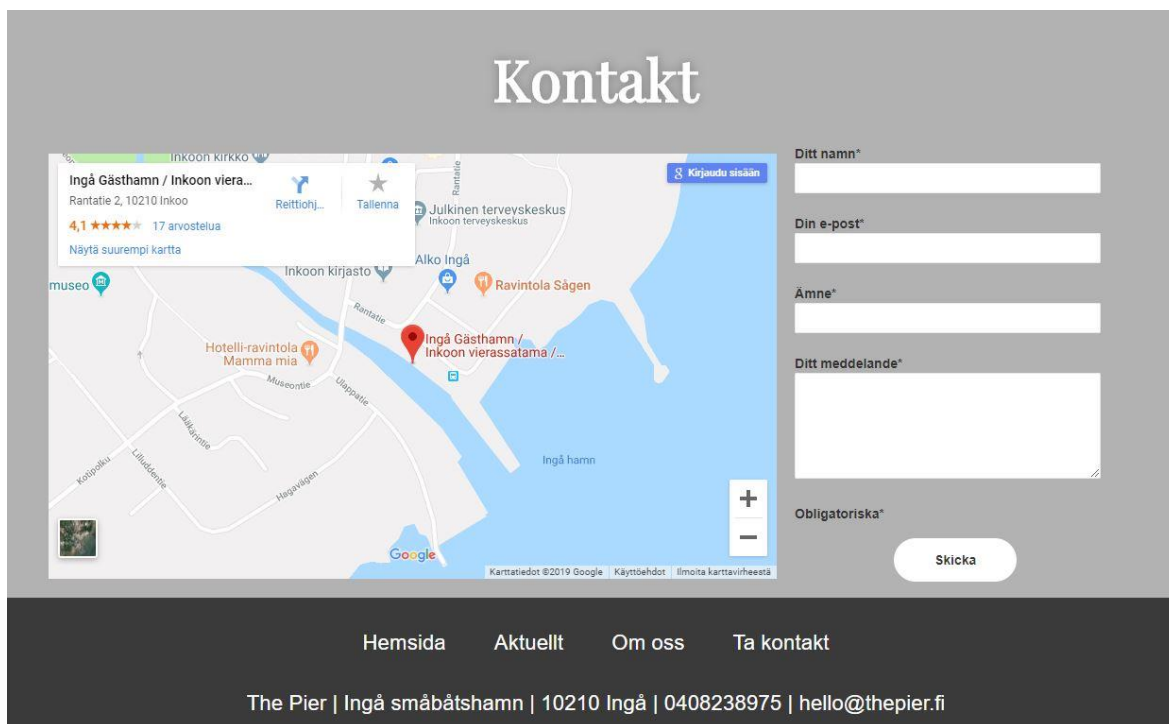 Kontakt
Inkoon kirkko
Ingå Gästhamn / Inkoon viera...
Rantatie 2, 10210 Inkoo
4,1 ★★★★★ 17 arvostelua
Näytä suurempi kartta
Reittiohj...
Tallenna
Kirjaudu sisään
Rantatie
Julkinen terveyskeskus
Inkoon terveyskeskus
Alko Ingå
Inkoon kirjasto
Ravintola Sågen
museo
Rantatie
Ingå Gästhamn /
Inkoon vierassatama /...
Hotelli-ravintola
Mamma mia
Museontie
Ulappatie
Lääkärintie
Kotipolku
Lilluddentie
Hagavägen
Ingå hamn
+
−
Google
Karttatiedot ©2019 Google
Käyttöehdot
Ilmoita karttavirheestä
Ditt namn*
Din e-post*
Ämne*
Ditt meddelande*
Obligatoriska*
Skicka
Hemsida Aktuellt Om oss Ta kontakt
The Pier | Ingå småbåtshamn | 10210 Ingå | 0408238975 | hello@thepier.fi